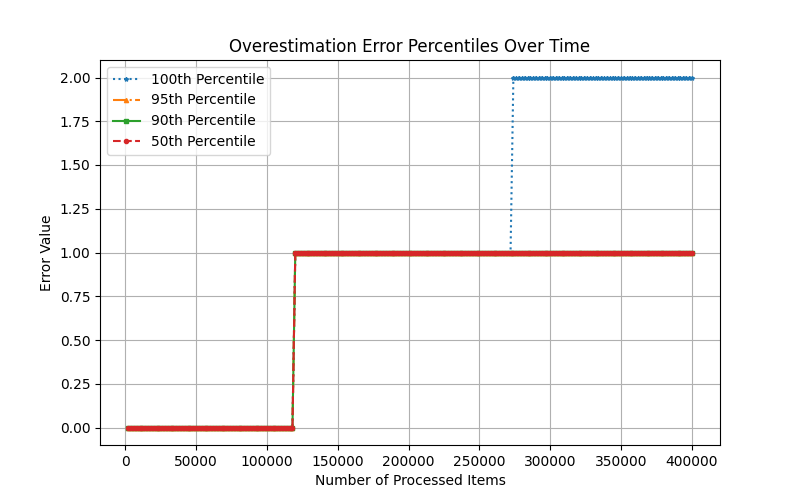 Overestimation Error Percentiles Over Time
100th Percentile
95th Percentile
90th Percentile
50th Percentile
2.00
1.75
1.50
1.25
1.00
0.75
0.50
0.25
0.00
Error Value
0 50000 100000 150000 200000 250000 300000 350000 400000
Number of Processed Items